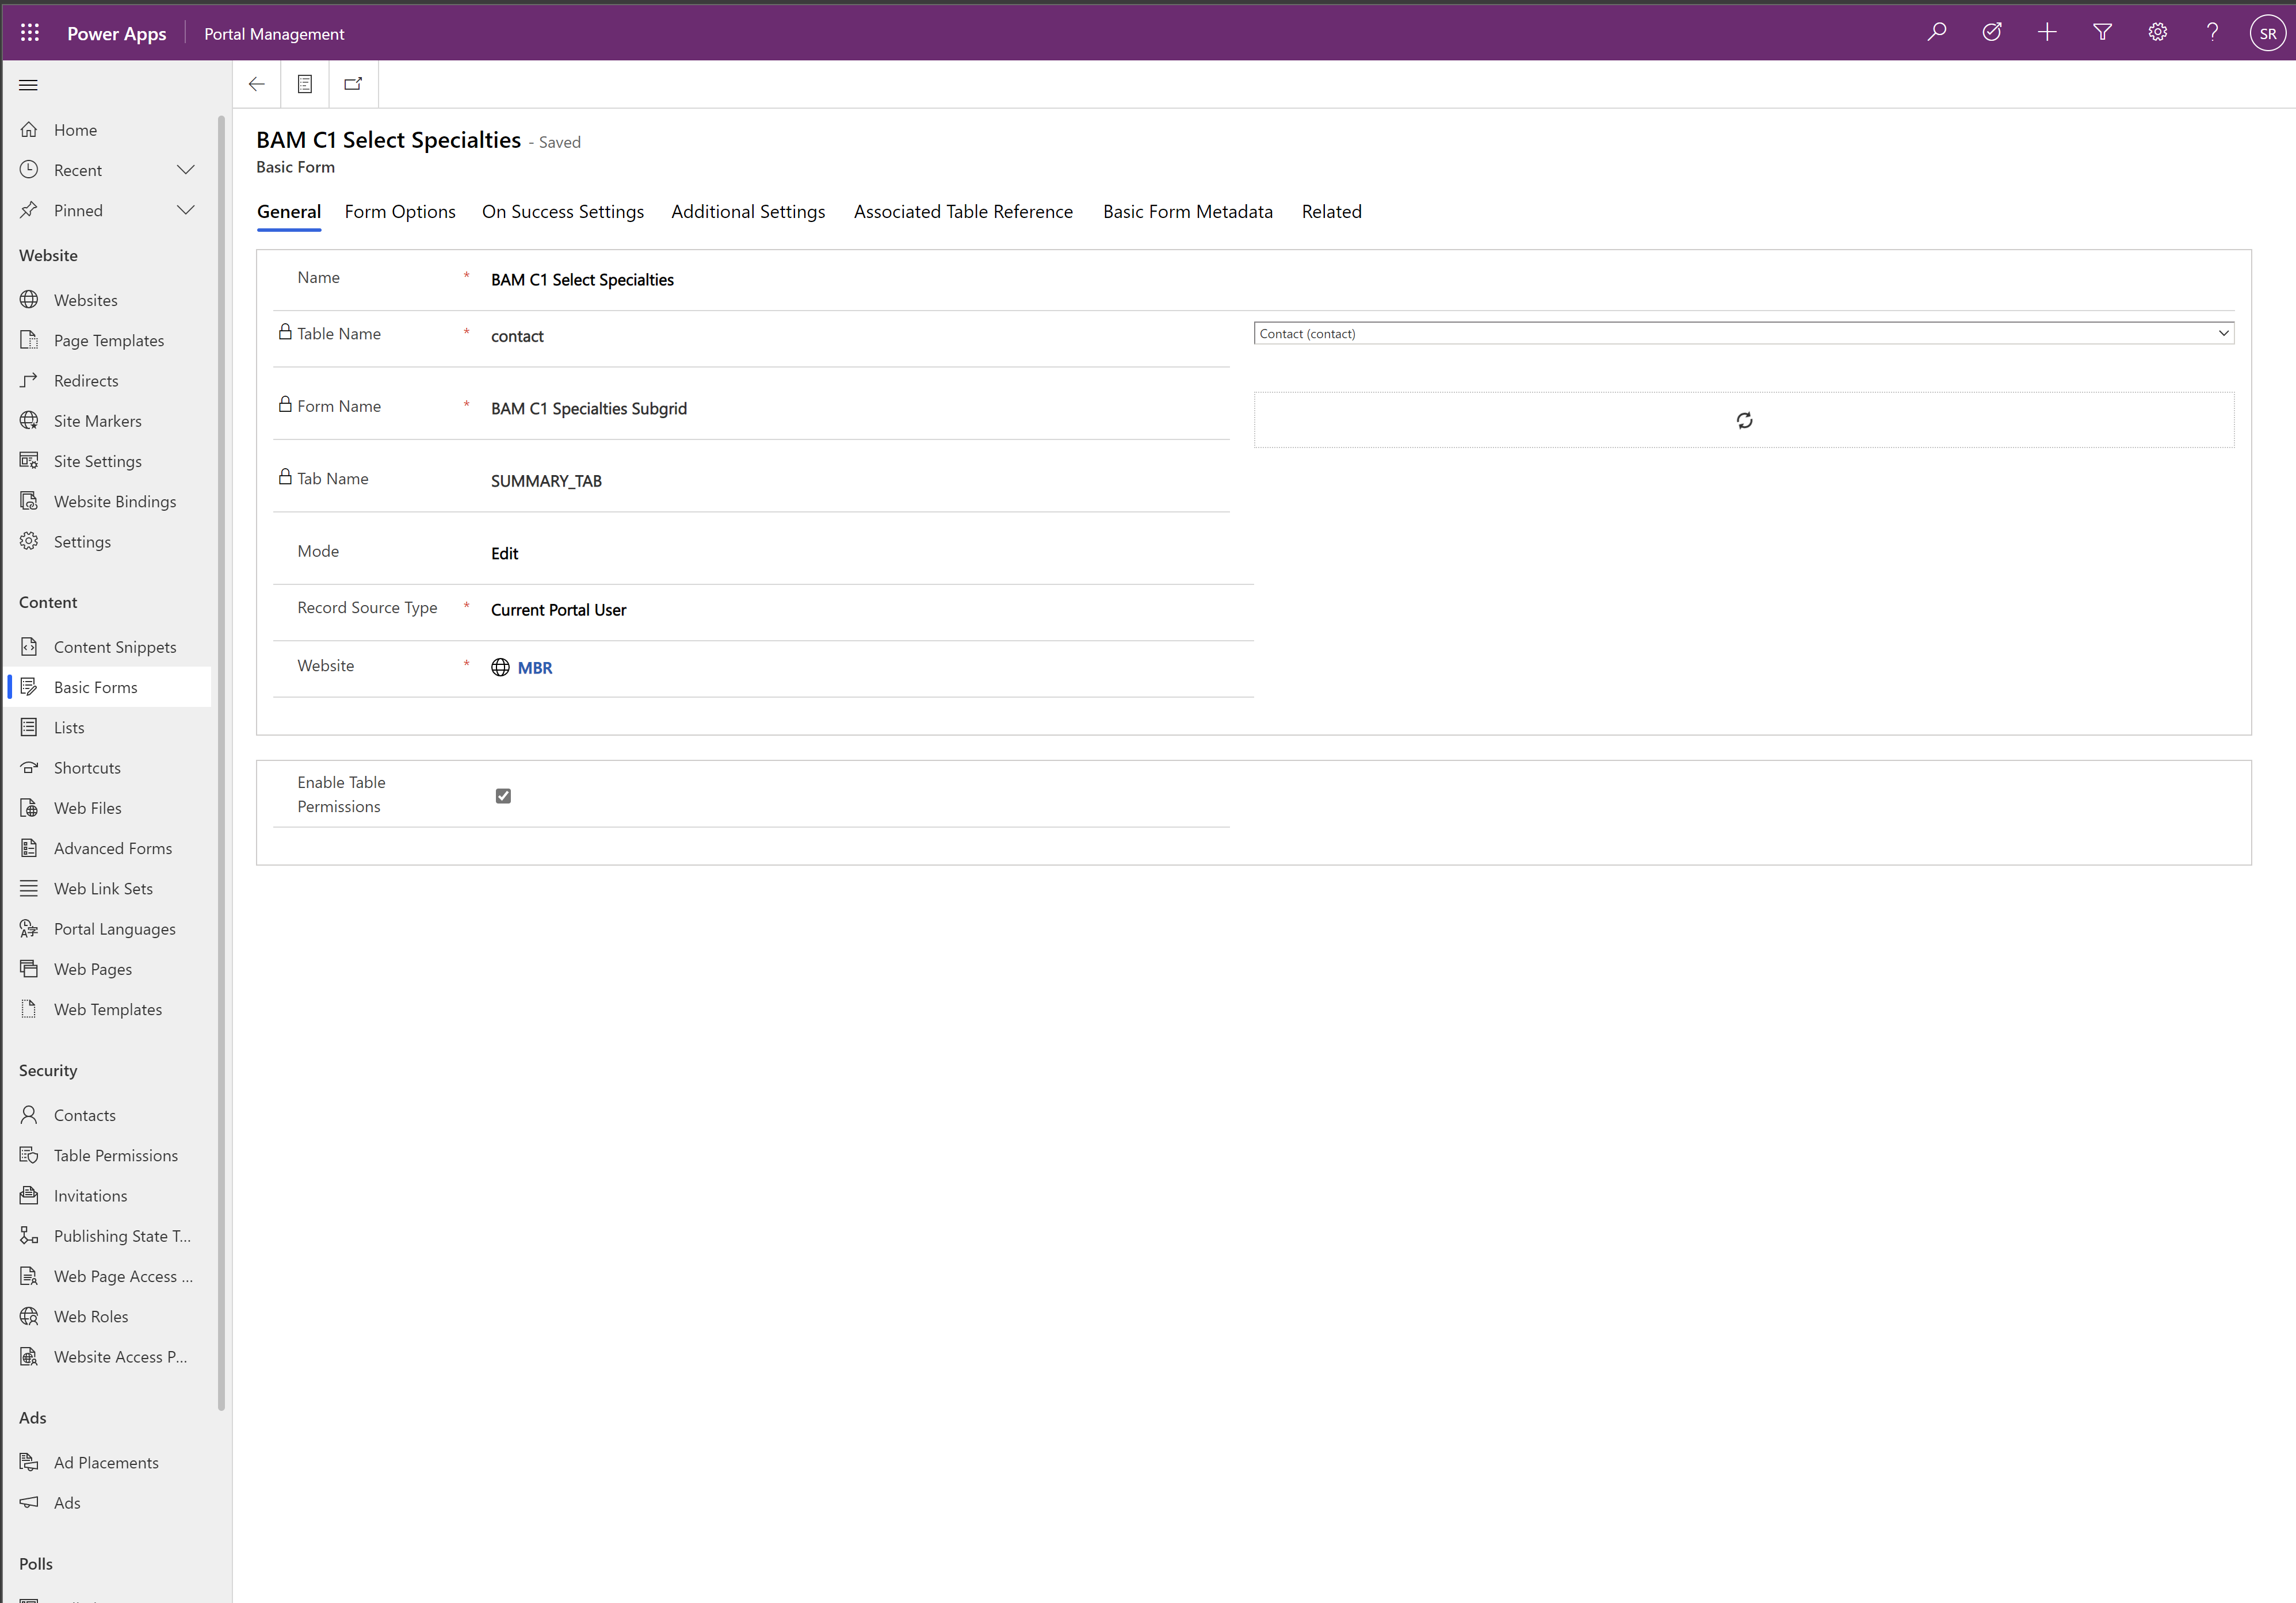 Power Apps
Portal Management
SR
Home
Recent
Pinned
Website
Websites
Page Templates
Redirects
Site Markers
Site Settings
Website Bindings
Settings
Content
Content Snippets
Basic Forms
Lists
Shortcuts
Web Files
Advanced Forms
Web Link Sets
Portal Languages
Web Pages
Web Templates
Security
Contacts
Table Permissions
Invitations
Publishing State T...
Web Page Access ...
Web Roles
Website Access P...
Ads
Ad Placements
Ads
Polls
BAM C1 Select Specialties - Saved
Basic Form
General Form Options On Success Settings Additional Settings Associated Table Reference Basic Form Metadata Related
Name * BAM C1 Select Specialties
Table Name * contact
Contact (contact)
Form Name * BAM C1 Specialties Subgrid
Tab Name SUMMARY_TAB
Mode Edit
Record Source Type * Current Portal User
Website * MBR
Enable Table
Permissions